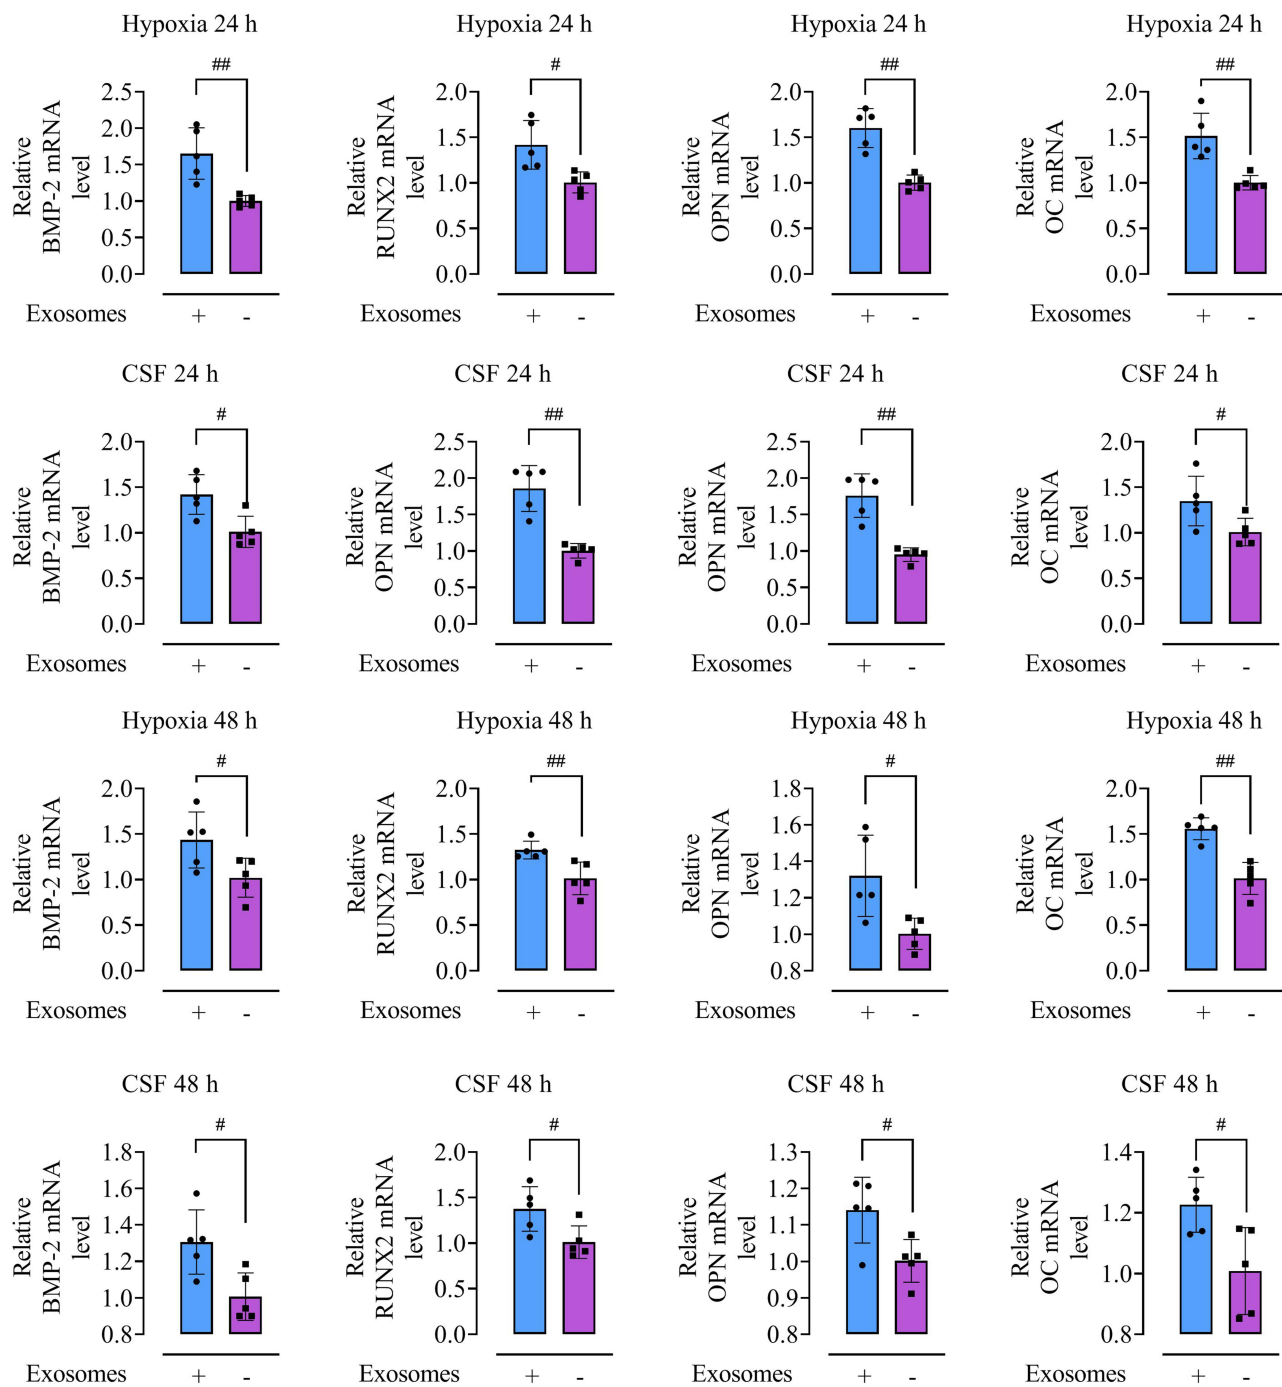 Hypoxia 24 h
##
Relative
BMP-2 mRNA
level
2.5
2.0
1.5
1.0
0.5
0.0
Exosomes + -
Hypoxia 24 h
#
Relative
RUNX2 mRNA
level
2.0
1.5
1.0
0.5
0.0
Exosomes + -
Hypoxia 24 h
##
Relative
OPN mRNA
level
2.0
1.5
1.0
0.5
0.0
Exosomes + -
Hypoxia 24 h
##
Relative
OC mRNA
level
2.0
1.5
1.0
0.5
0.0
Exosomes + -
CSF 24 h
#
Relative
BMP-2 mRNA
level
2.0
1.5
1.0
0.5
0.0
Exosomes + -
CSF 24 h
##
Relative
OPN mRNA
level
2.5
2.0
1.5
1.0
0.5
0.0
Exosomes + -
CSF 24 h
##
Relative
OPN mRNA
level
2.5
2.0
1.5
1.0
0.5
0.0
Exosomes + -
CSF 24 h
#
Relative
OC mRNA
level
2.0
1.5
1.0
0.5
0.0
Exosomes + -
Hypoxia 48 h
#
Relative
BMP-2 mRNA
level
2.0
1.5
1.0
0.5
0.0
Exosomes + -
Hypoxia 48 h
##
Relative
RUNX2 mRNA
level
2.0
1.5
1.0
0.5
0.0
Exosomes + -
Hypoxia 48 h
#
Relative
OPN mRNA
level
1.8
1.6
1.4
1.2
1.0
0.8
Exosomes + -
Hypoxia 48 h
##
Relative
OC mRNA
level
2.0
1.5
1.0
0.5
0.0
Exosomes + -
CSF 48 h
#
Relative
BMP-2 mRNA
level
1.8
1.6
1.4
1.2
1.0
0.8
Exosomes + -
CSF 48 h
#
Relative
RUNX2 mRNA
level
2.0
1.5
1.0
0.5
0.0
Exosomes + -
CSF 48 h
#
Relative
OPN mRNA
level
1.3
1.2
1.1
1.0
0.9
0.8
Exosomes + -
CSF 48 h
#
Relative
OC mRNA
level
1.4
1.2
1.0
0.8
Exosomes + -